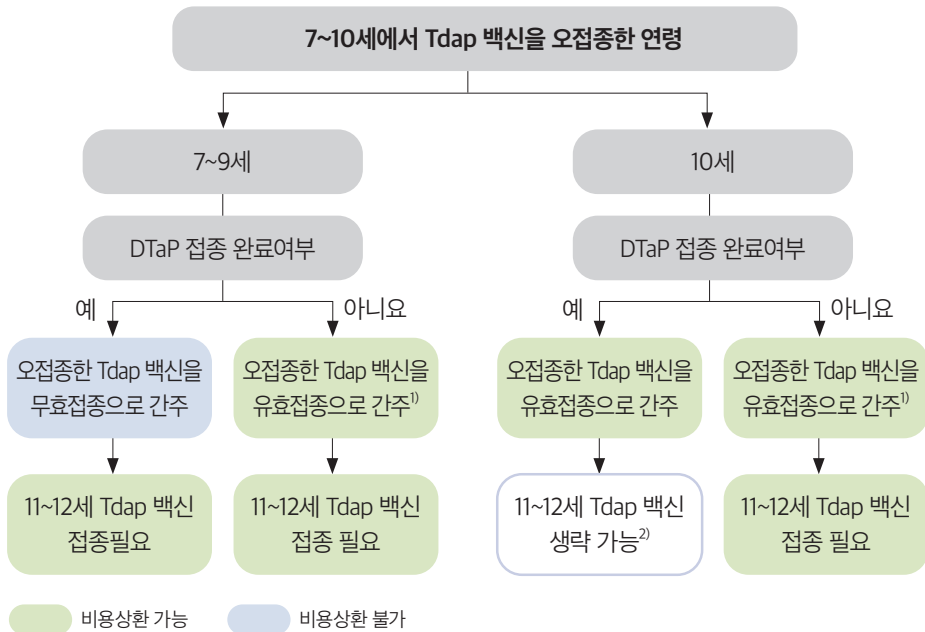 7~10세에서 Tdap 백신을 오접종한 연령
7~9세
10세
DTaP 접종 완료여부
DTaP 접종 완료여부
예
아니요
예
아니요
오접종한 Tdap 백신을
무효접종으로 간주
오접종한 Tdap 백신을
유효접종으로 간주1)
오접종한 Tdap 백신을
유효접종으로 간주
오접종한 Tdap 백신을
유효접종으로 간주1)
11~12세 Tdap 백신
접종필요
11~12세 Tdap 백신
접종 필요
11~12세 Tdap 백신
생략 가능2)
11~12세 Tdap 백신
접종 필요
비용상환 가능
비용상환 불가